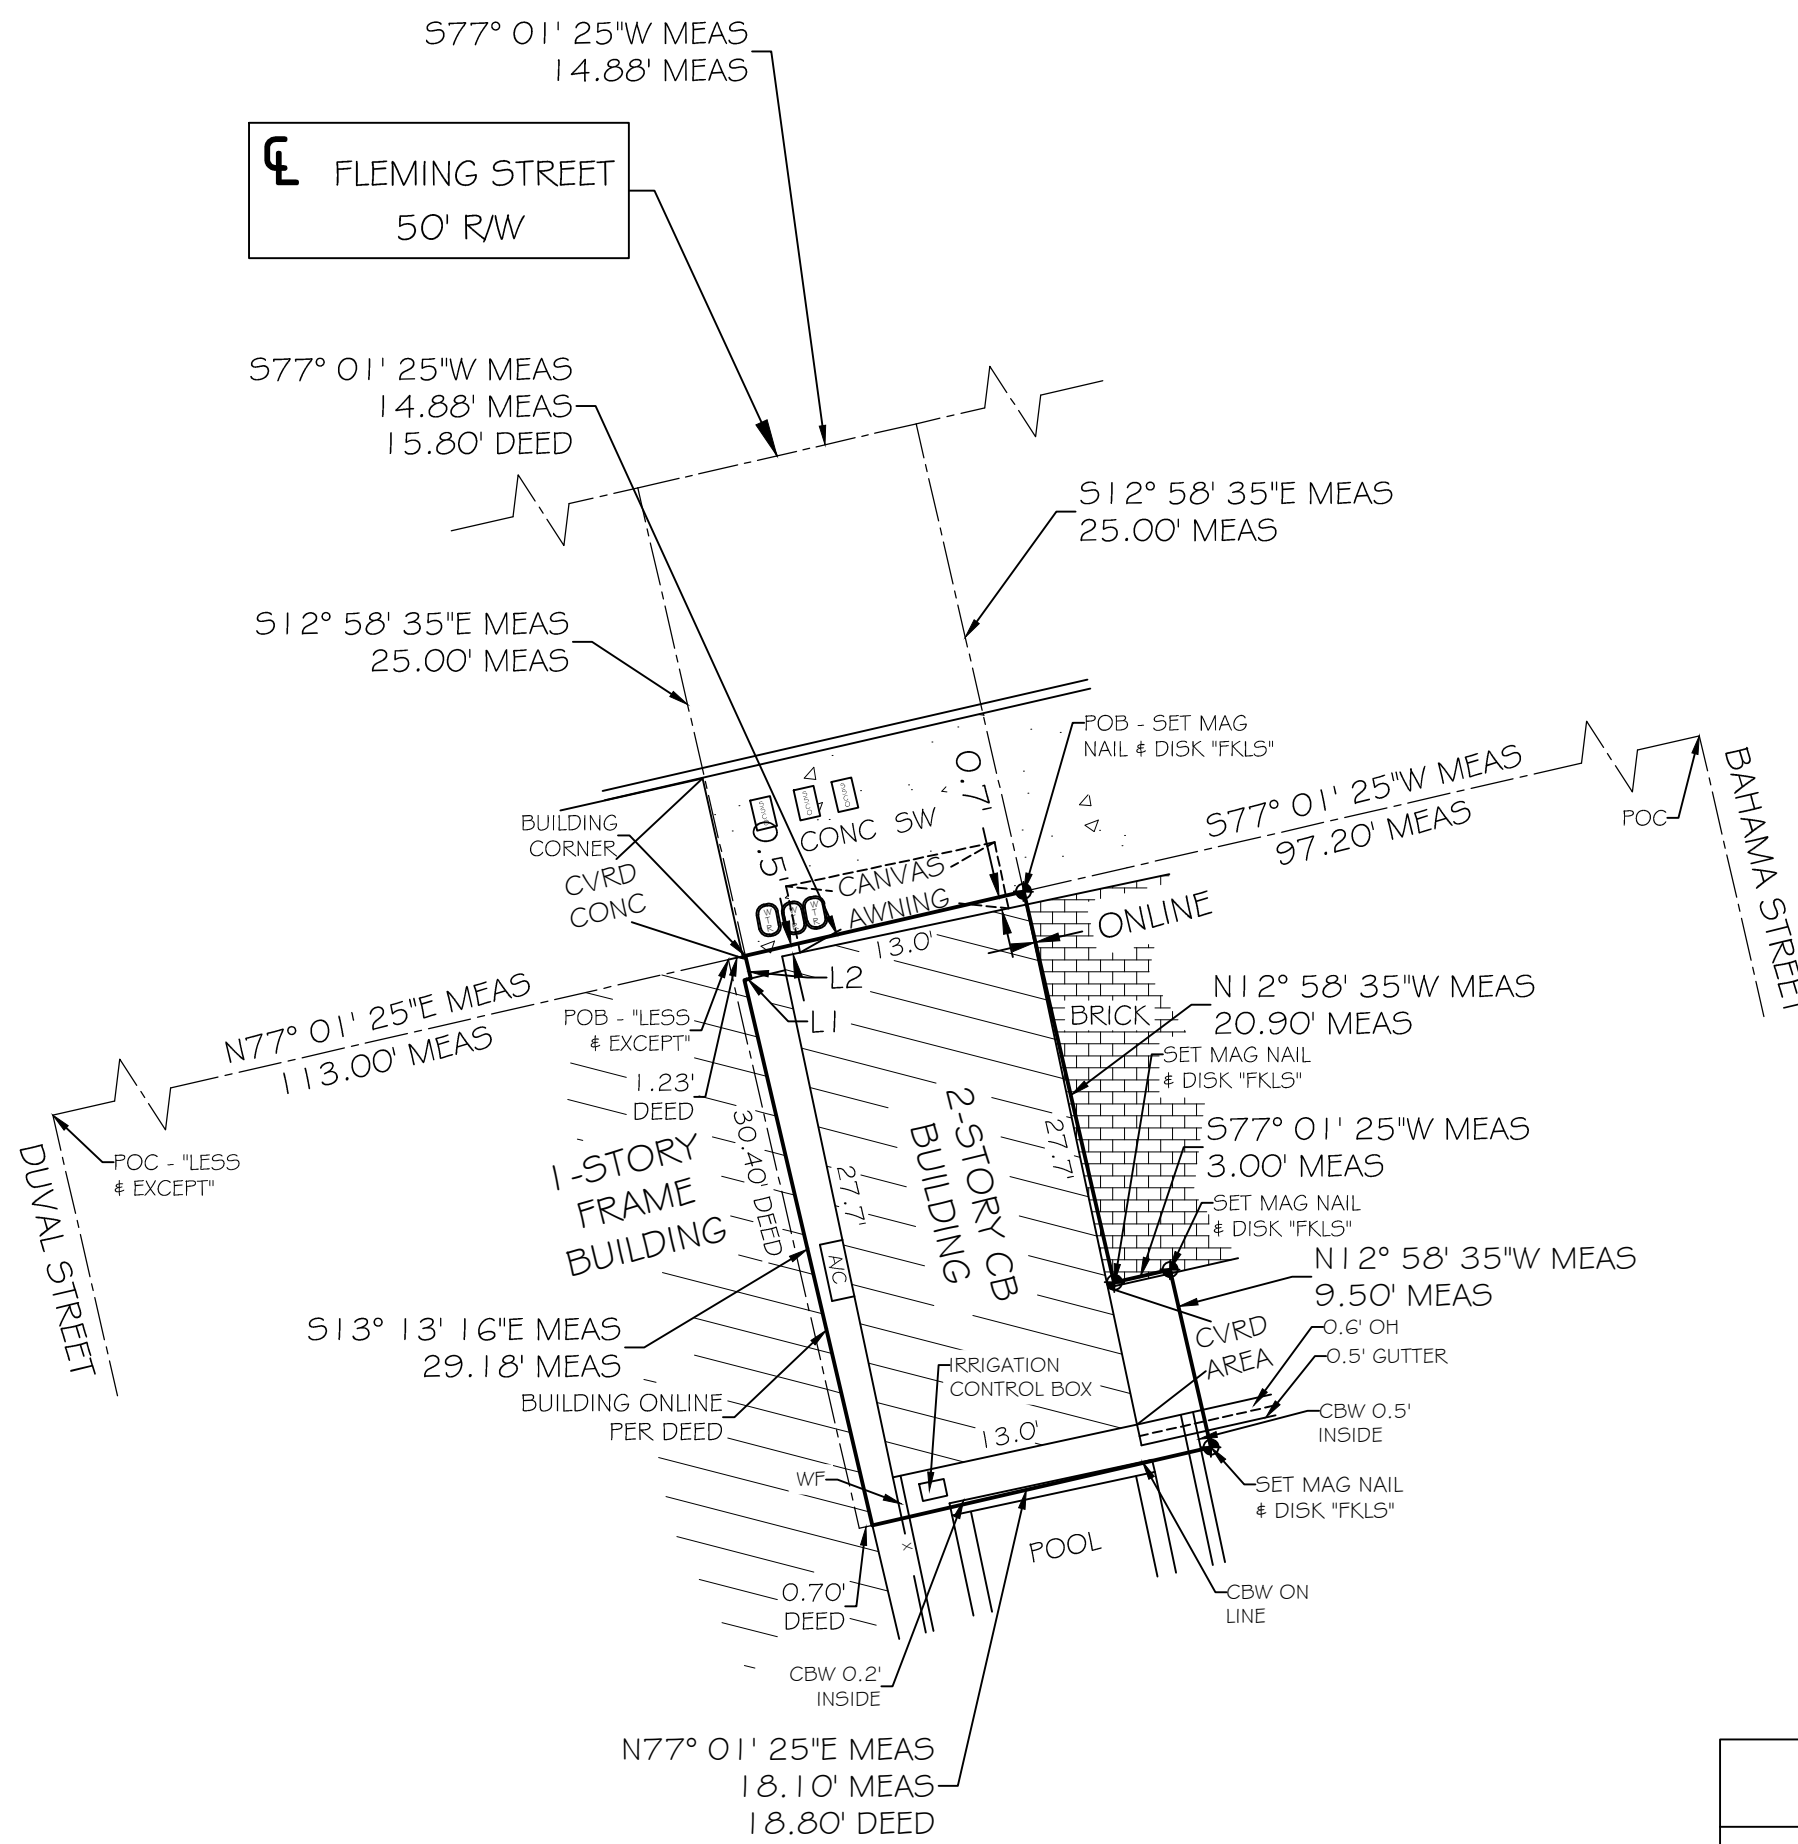 S77° 01' 25"W MEAS
14.88' MEAS
CL FLEMING STREET
50' R/W
S77° 01' 25"W MEAS
14.88' MEAS
15.80' DEED
S12° 58' 35"E MEAS
25.00' MEAS
S12° 58' 35"E MEAS
25.00' MEAS
POB - SET MAG
NAIL & DISK "FKLS"
S77° 01' 25"W MEAS
97.20' MEAS
POC
BAHAMA STREET
0.7'
0.5'
CONC SW
BUILDING
CORNER
CVRD
CONC
CANVAS
AWNING
WTR
WTR
WTR
13.0'
ONLINE
L2
L1
N77° 01' 25"E MEAS
113.00' MEAS
POB - "LESS
& EXCEPT"
1.23'
DEED
N12° 58' 35"W MEAS
20.90' MEAS
BRICK
SET MAG NAIL
& DISK "FKLS"
S77° 01' 25"W MEAS
3.00' MEAS
SET MAG NAIL
& DISK "FKLS"
POC - "LESS
& EXCEPT"
DUVAL STREET
1-STORY
FRAME
BUILDING
30.40' DEED
27.7'
A/C
2-STORY CB
BUILDING
27.7'
N12° 58' 35"W MEAS
9.50' MEAS
CVRD
AREA
0.6' OH
0.5' GUTTER
S13° 13' 16"E MEAS
29.18' MEAS
BUILDING ONLINE
PER DEED
IRRIGATION
CONTROL BOX
13.0'
CBW 0.5'
INSIDE
WF
SET MAG NAIL
& DISK "FKLS"
X
POOL
0.70'
DEED
CBW ON
LINE
CBW 0.2'
INSIDE
N77° 01' 25"E MEAS
18.10' MEAS
18.80' DEED